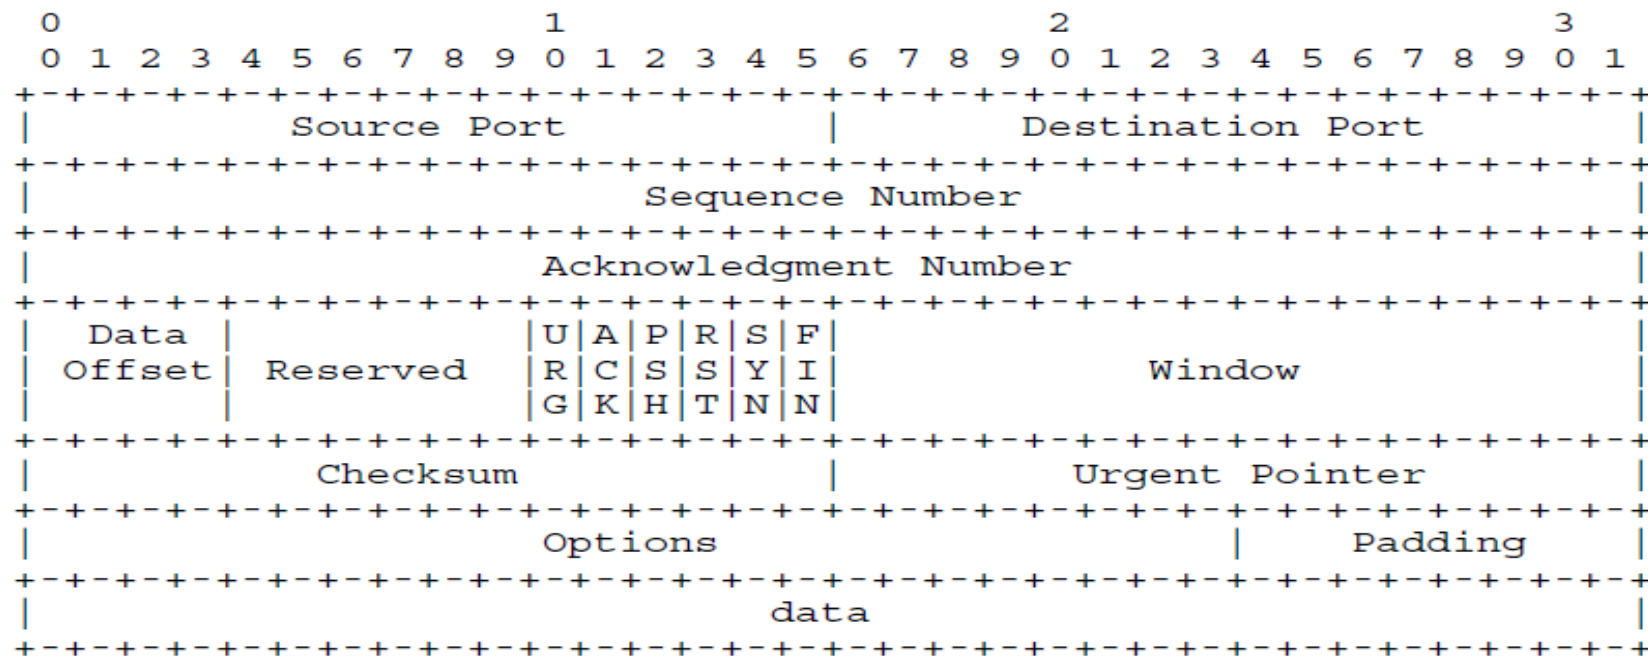 0                   1                   2                   3
 0 1 2 3 4 5 6 7 8 9 0 1 2 3 4 5 6 7 8 9 0 1 2 3 4 5 6 7 8 9 0 1
+-+-+-+-+-+-+-+-+-+-+-+-+-+-+-+-+-+-+-+-+-+-+-+-+-+-+-+-+-+-+-+-+
|          Source Port          |       Destination Port        |
+-+-+-+-+-+-+-+-+-+-+-+-+-+-+-+-+-+-+-+-+-+-+-+-+-+-+-+-+-+-+-+-+
|                        Sequence Number                        |
+-+-+-+-+-+-+-+-+-+-+-+-+-+-+-+-+-+-+-+-+-+-+-+-+-+-+-+-+-+-+-+-+
|                    Acknowledgment Number                      |
+-+-+-+-+-+-+-+-+-+-+-+-+-+-+-+-+-+-+-+-+-+-+-+-+-+-+-+-+-+-+-+-+
|  Data |           |U|A|P|R|S|F|                               |
| Offset| Reserved  |R|C|S|S|Y|I|            Window             |
|       |           |G|K|H|T|N|N|                               |
+-+-+-+-+-+-+-+-+-+-+-+-+-+-+-+-+-+-+-+-+-+-+-+-+-+-+-+-+-+-+-+-+
|           Checksum            |         Urgent Pointer        |
+-+-+-+-+-+-+-+-+-+-+-+-+-+-+-+-+-+-+-+-+-+-+-+-+-+-+-+-+-+-+-+-+
|                    Options                    |    Padding    |
+-+-+-+-+-+-+-+-+-+-+-+-+-+-+-+-+-+-+-+-+-+-+-+-+-+-+-+-+-+-+-+-+
|                             data                              |
+-+-+-+-+-+-+-+-+-+-+-+-+-+-+-+-+-+-+-+-+-+-+-+-+-+-+-+-+-+-+-+-+